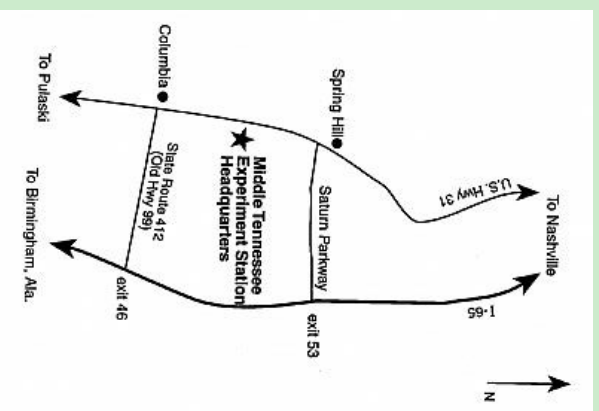 To Nashville
U.S. Hwy 31
I-65
N
Spring Hill
Saturn Parkway
exit 53
Middle Tennessee
Experiment Station
Headquarters
Columbia
State Route 412
(Old Hwy 99)
exit 46
To Pulaski
To Birmingham, Ala.